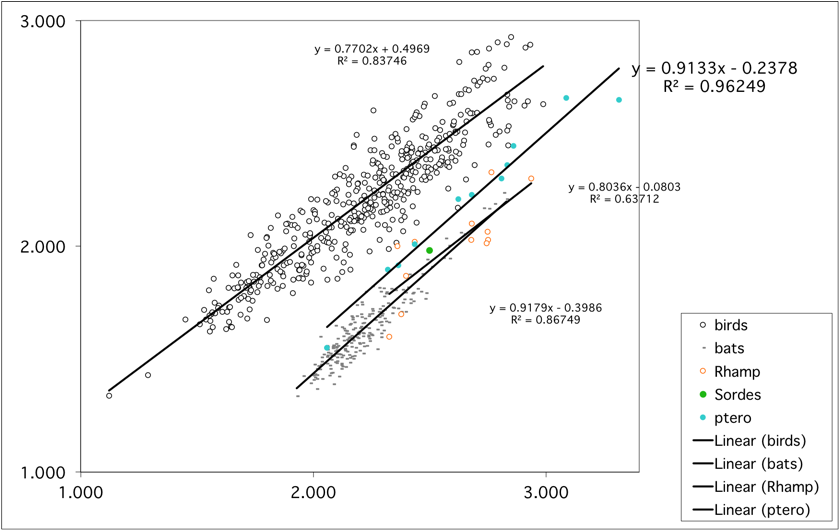 3.000
y = 0.7702x + 0.4969
R² = 0.83746
y = 0.9133x - 0.2378
R² = 0.96249
y = 0.8036x - 0.0803
R² = 0.63712
2.000
y = 0.9179x - 0.3986
R² = 0.86749
birds
bats
Rhamp
Sordes
ptero
Linear (birds)
Linear (bats)
Linear (Rhamp)
Linear (ptero)
1.000
1.000 2.000 3.000